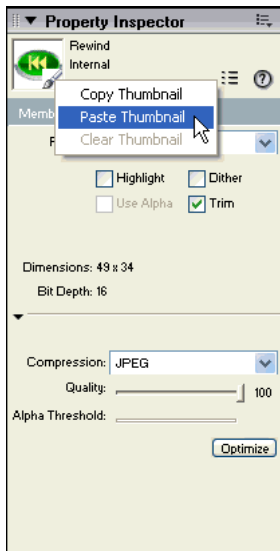 Property Inspector
Rewind
Internal
Copy Thumbnail
Memb
Paste Thumbnail
Clear Thumbnail
Highlight
Dither
Use Alpha
Trim
Dimensions: 49 x 34
Bit Depth: 16
Compression: JPEG
Quality: 100
Alpha Threshold:
Optimize